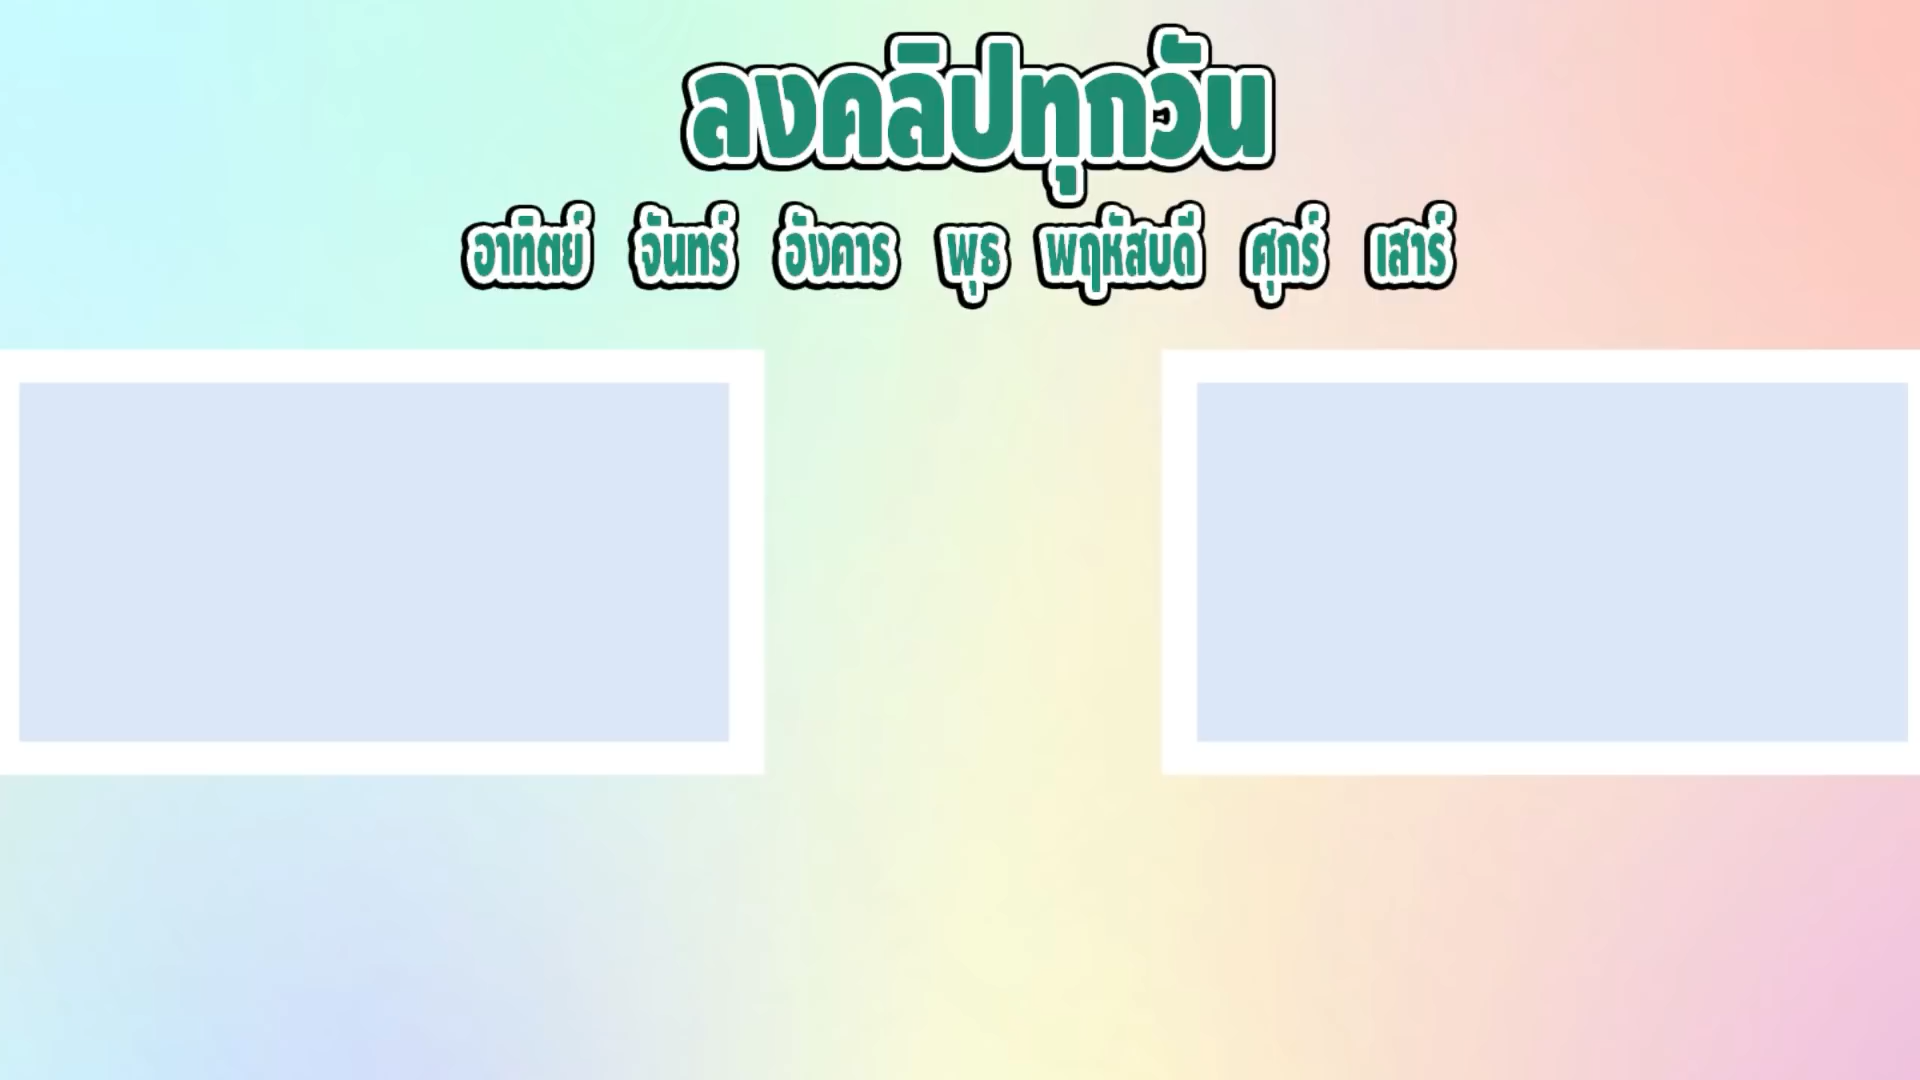 ลงคลิปทุกวัน
อาทิตย์ จันทร์ อังคาร พุธ พฤหัสบดี ศุกร์ เสาร์